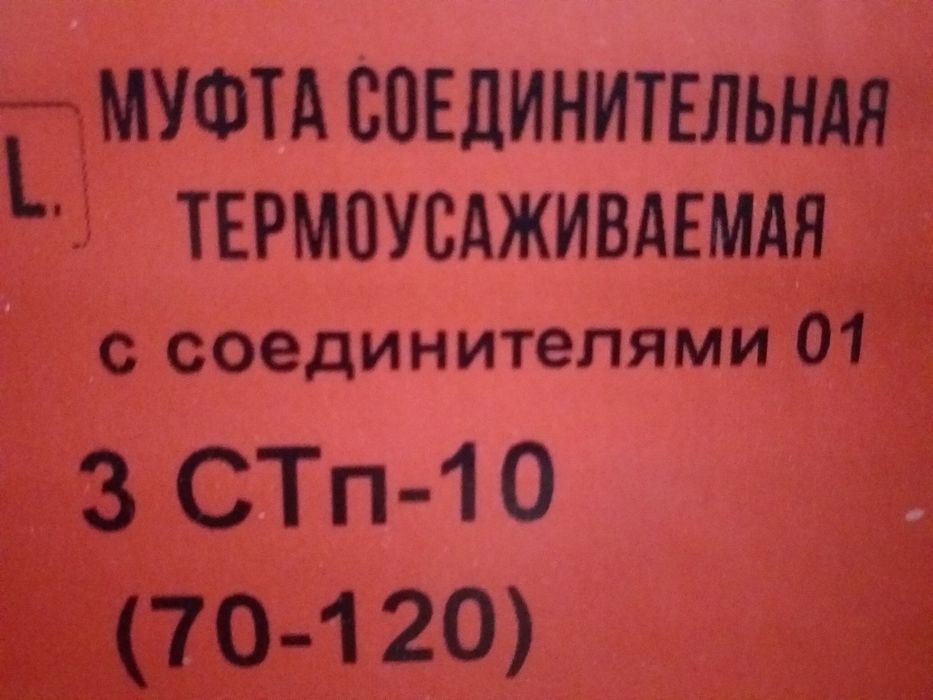 МУФТА СОЕДИНИТЕЛЬНАЯ
L.
ТЕРМОУСАЖИВАЕМАЯ
с соединителями 01
3 СТп-10
(70-120)